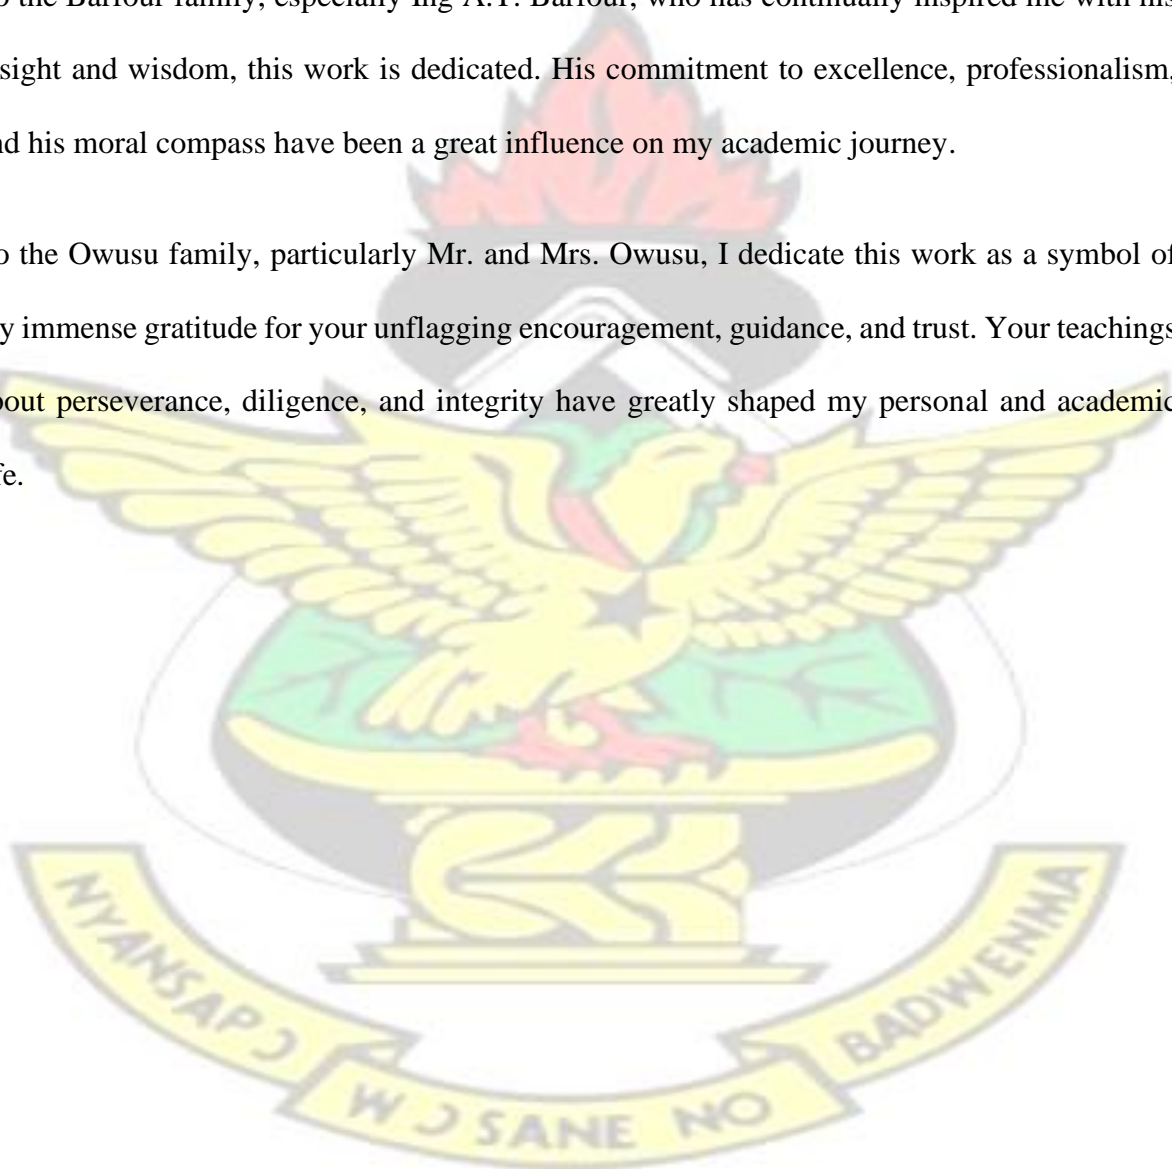 o the Barfour family, especially Ing A.T. Barfour, who has continually inspired me with his
sight and wisdom, this work is dedicated. His commitment to excellence, professionalism,
nd his moral compass have been a great influence on my academic journey.
o the Owusu family, particularly Mr. and Mrs. Owusu, I dedicate this work as a symbol of
y immense gratitude for your unflagging encouragement, guidance, and trust. Your teachings
bout perseverance, diligence, and integrity have greatly shaped my personal and academic
fe.
NYANSAPƆ WƆSANE NO BADWENMA